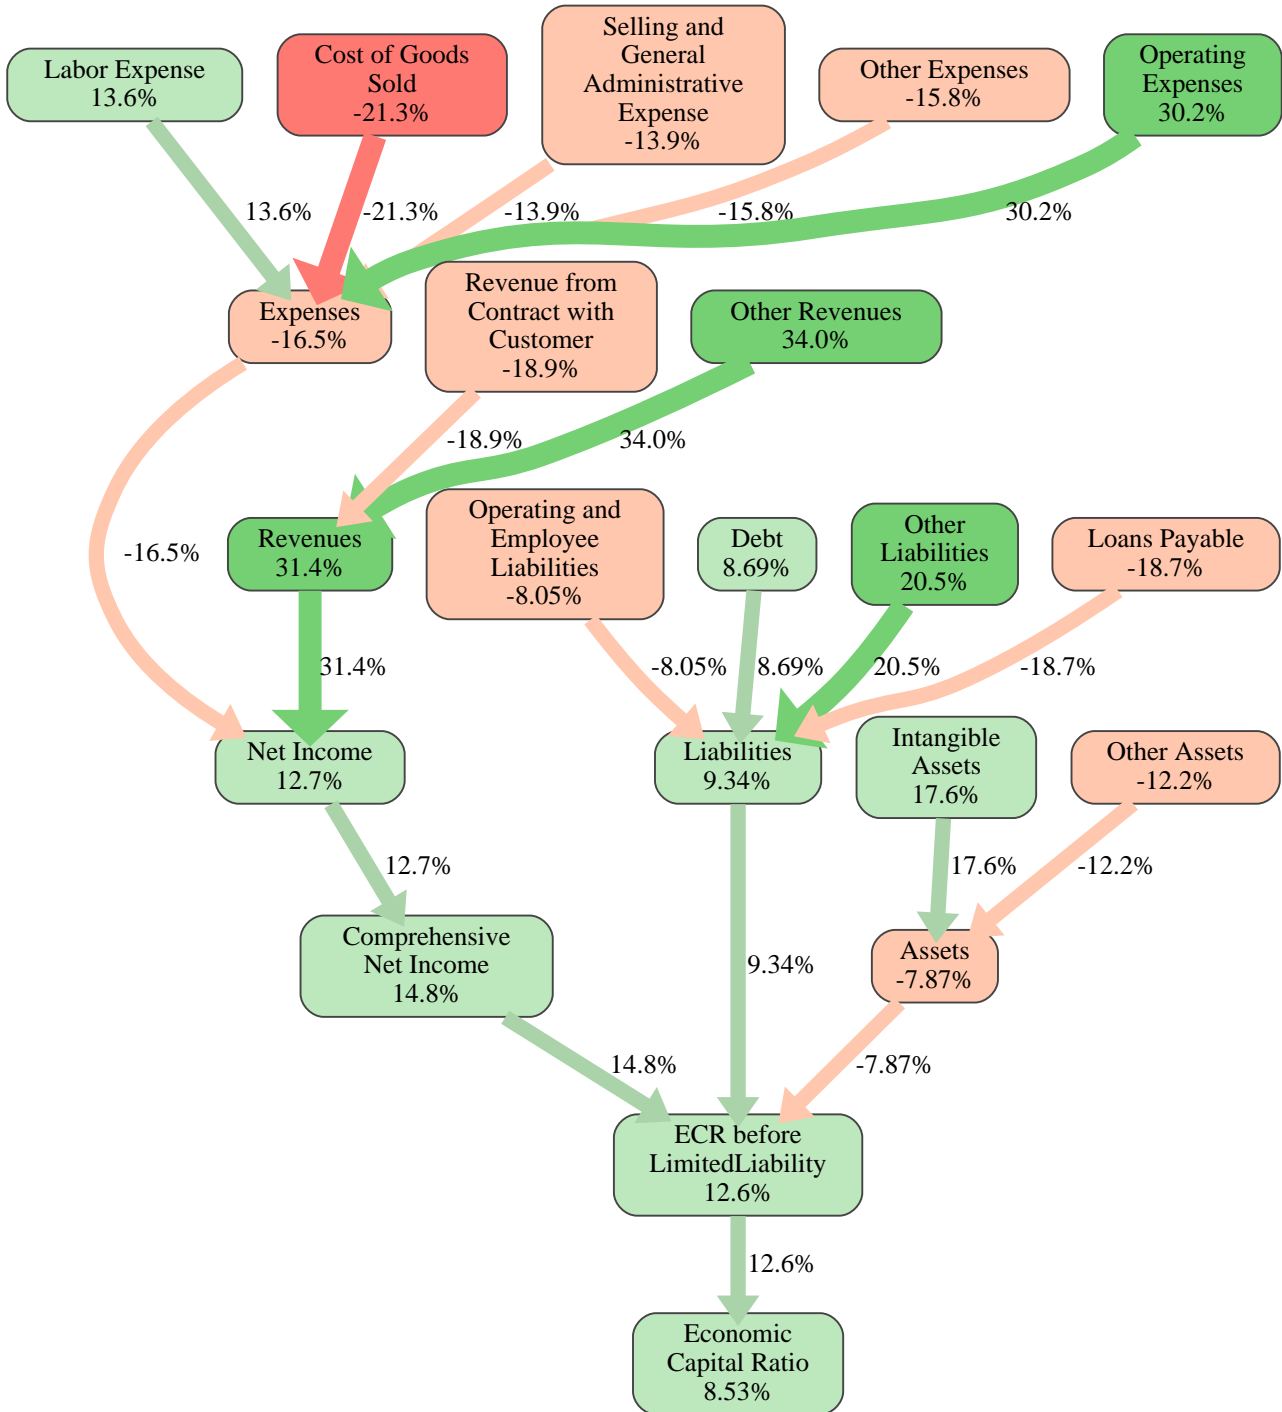 Labor Expense
13.6%
Cost of Goods
Sold
-21.3%
Selling and
General
Administrative
Expense
-13.9%
Other Expenses
-15.8%
Operating
Expenses
30.2%
13.6%
-21.3%
-13.9%
-15.8%
30.2%
Expenses
-16.5%
Revenue from
Contract with
Customer
-18.9%
Other Revenues
34.0%
-18.9%
34.0%
-16.5%
Revenues
31.4%
Operating and
Employee
Liabilities
-8.05%
Debt
8.69%
Other
Liabilities
20.5%
Loans Payable
-18.7%
31.4%
-8.05%
8.69%
20.5%
-18.7%
Net Income
12.7%
Liabilities
9.34%
Intangible
Assets
17.6%
Other Assets
-12.2%
12.7%
17.6%
-12.2%
Comprehensive
Net Income
14.8%
9.34%
Assets
-7.87%
14.8%
-7.87%
ECR before
LimitedLiability
12.6%
12.6%
Economic
Capital Ratio
8.53%